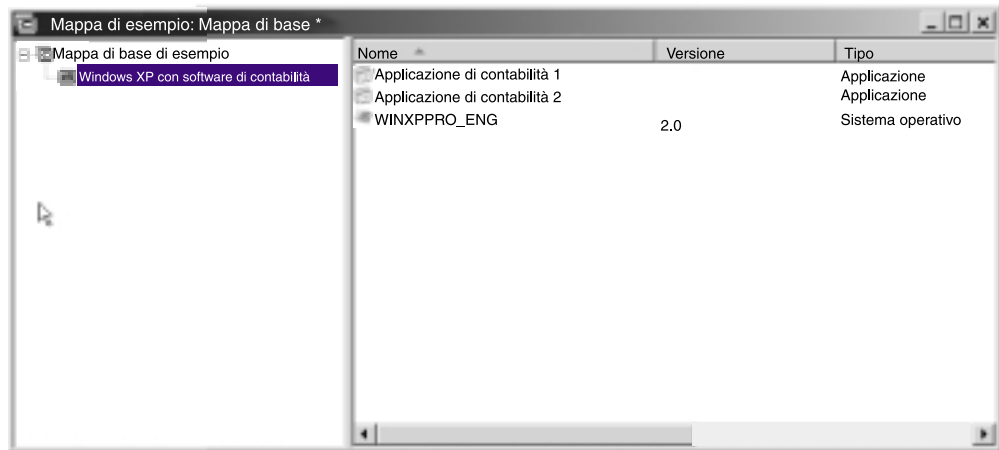 Mappa di esempio: Mappa di base *
Mappa di base di esempio
Windows XP con software di contabilità
Nome Versione Tipo
Applicazione di contabilità 1 Applicazione
Applicazione di contabilità 2 Applicazione
WINXPPRO_ENG 2.0 Sistema operativo